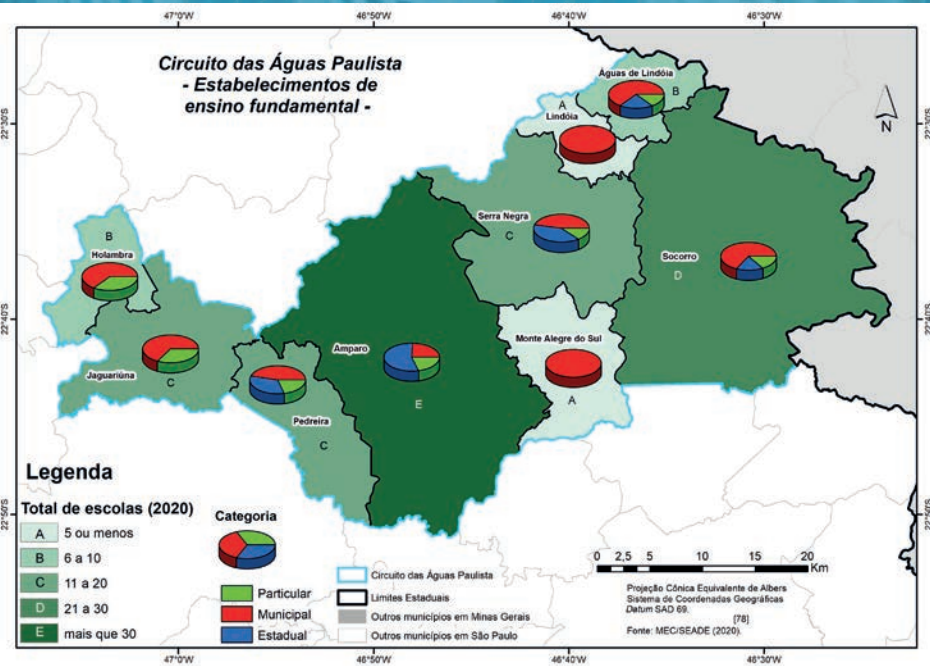 47°0'W 46°50'W 46°40'W 46°30'W
Circuito das Águas Paulista
- Estabelecimentos de
ensino fundamental -
Águas de Lindóia
B
A
Lindóia
N
22°30'S
22°30'S
Serra Negra
C
B
Holambra
Socorro
D
22°40'S
22°40'S
Monte Alegre do Sul
A
Amparo
E
Jaguariúna
C
Pedreira
C
22°50'S
22°50'S
Legenda
Total de escolas (2020)
A 5 ou menos
B 6 a 10
C 11 a 20
D 21 a 30
E mais que 30
Categoria
Particular
Municipal
Estadual
Circuito das Águas Paulista
Limites Estaduais
Outros municípios em Minas Gerais
Outros municípios em São Paulo
0 2,5 5 10 15 20
Km
Projeção Cônica Equivalente de Albers
Sistema de Coordenadas Geográficas
Datum SAD 69.
[78]
Fonte: MEC/SEADE (2020).
47°0'W 46°50'W 46°40'W 46°30'W